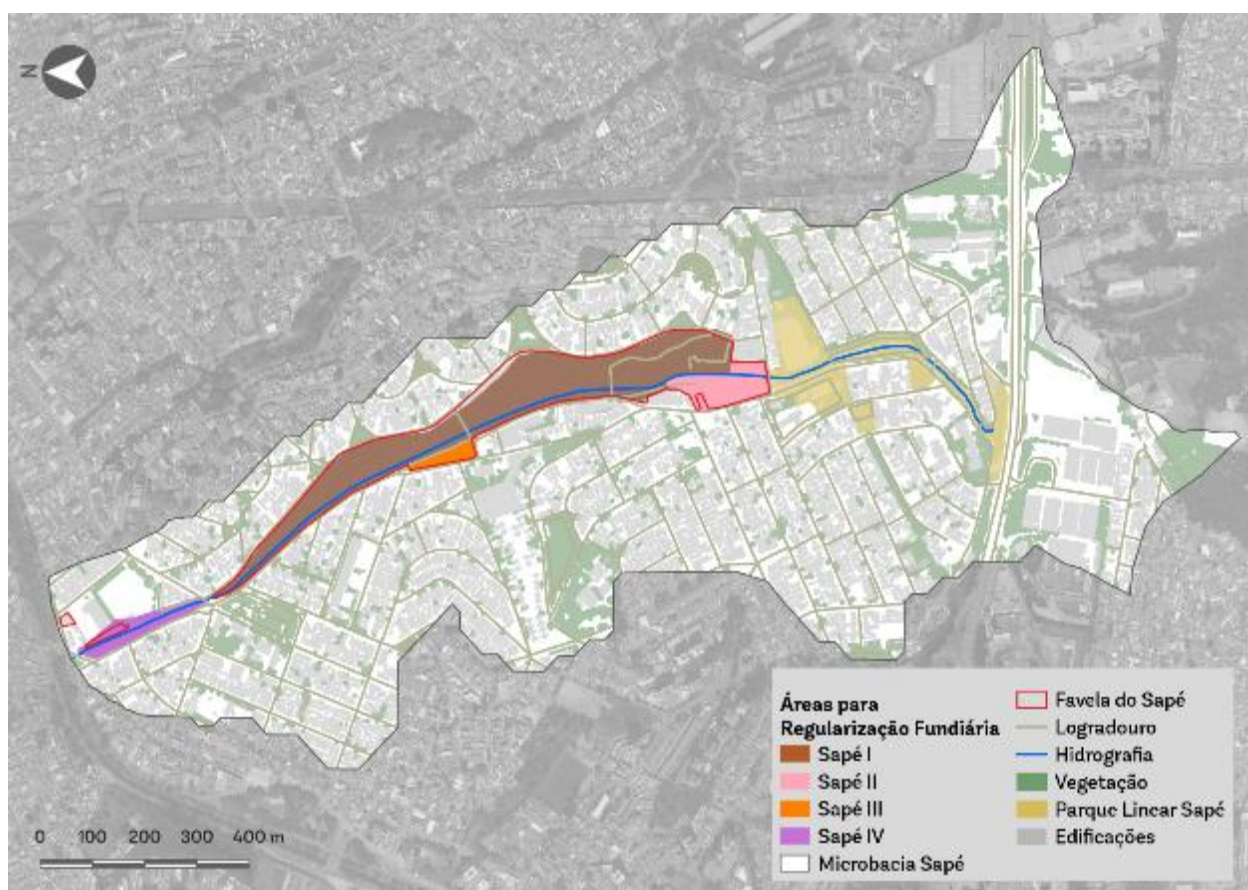 N
Áreas para
Regularização Fundiária
Sapé I
Sapé II
Sapé III
Sapé IV
Microbacia Sapé
Favela do Sapé
Logradouro
Hidrografia
Vegetação
Parque Linear Sapé
Edificações
0 100 200 300 400 m